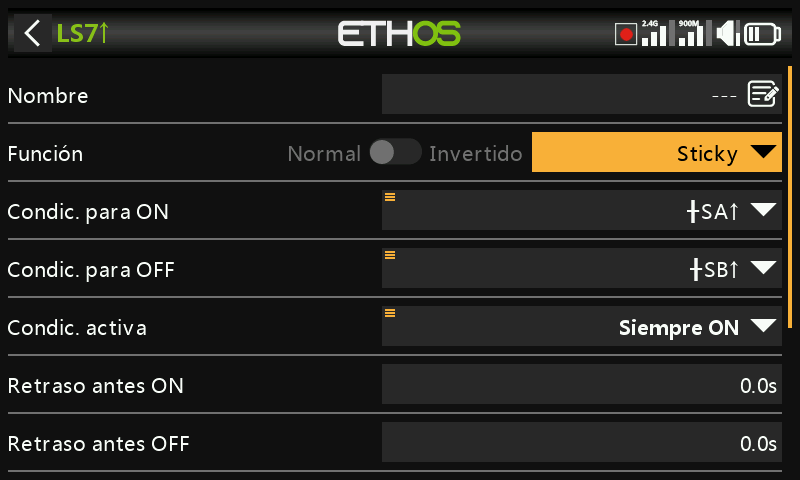 LS7↑ ETHOS 2.4G 900M
Nombre ---
Función Normal Invertido Sticky
Condic. para ON ╂SA↑
Condic. para OFF ╂SB↑
Condic. activa Siempre ON
Retraso antes ON 0.0s
Retraso antes OFF 0.0s